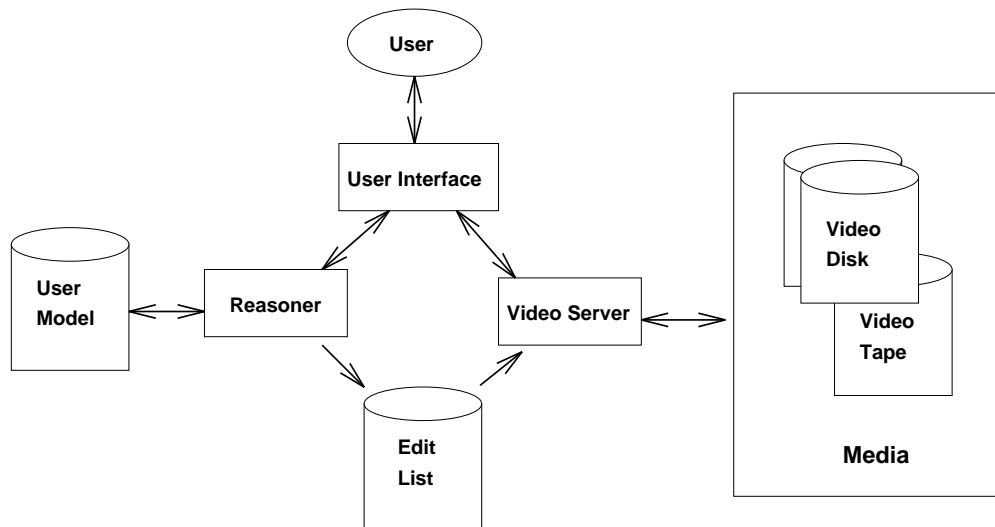 User
User Interface
User
Model
Reasoner
Video Server
Edit
List
Video
Disk
Video
Tape
Media